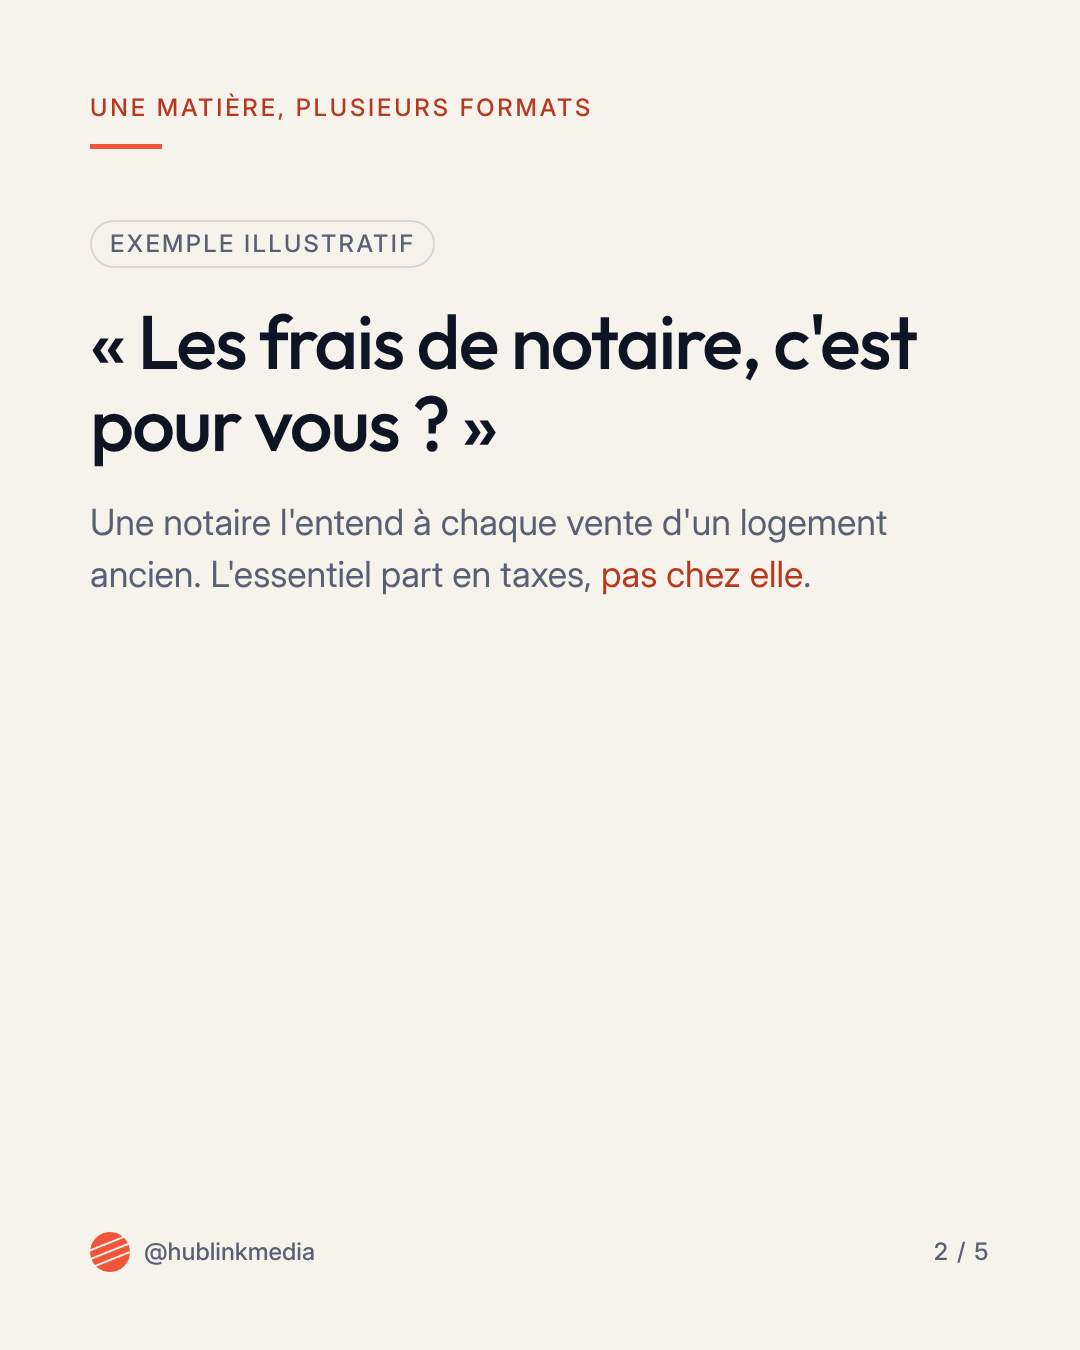 UNE MATIÈRE, PLUSIEURS FORMATS
EXEMPLE ILLUSTRATIF
« Les frais de notaire, c'est
pour vous ? »
Une notaire l'entend à chaque vente d'un logement
ancien. L'essentiel part en taxes, pas chez elle.
@hublinkmedia
2 / 5